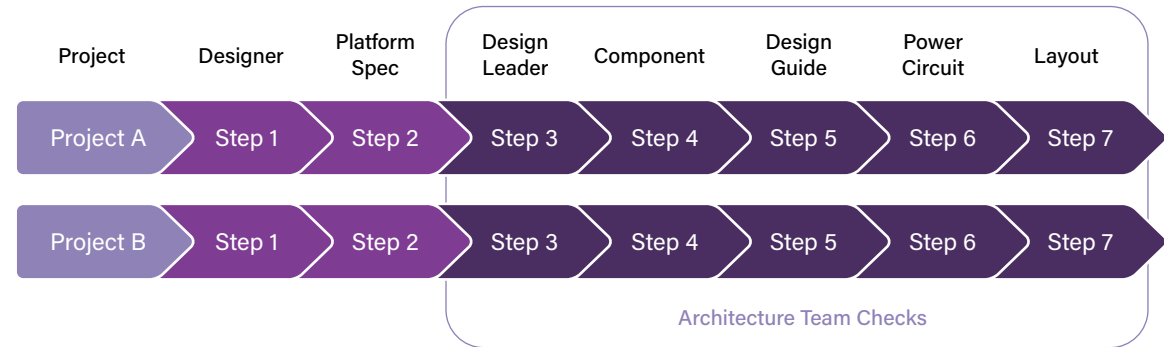 Project
Designer
Platform
Spec
Design
Leader
Component
Design
Guide
Power
Circuit
Layout
Project A
Step 1
Step 2
Step 3
Step 4
Step 5
Step 6
Step 7
Project B
Step 1
Step 2
Step 3
Step 4
Step 5
Step 6
Step 7
Architecture Team Checks